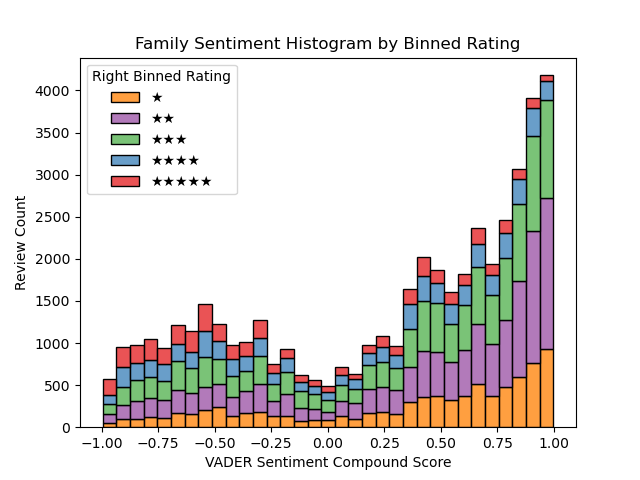 Family Sentiment Histogram by Binned Rating
Right Binned Rating
★
★★
★★★
★★★★
★★★★★
Review Count
4000
3500
3000
2500
2000
1500
1000
500
0
−1.00 −0.75 −0.50 −0.25 0.00 0.25 0.50 0.75 1.00
VADER Sentiment Compound Score